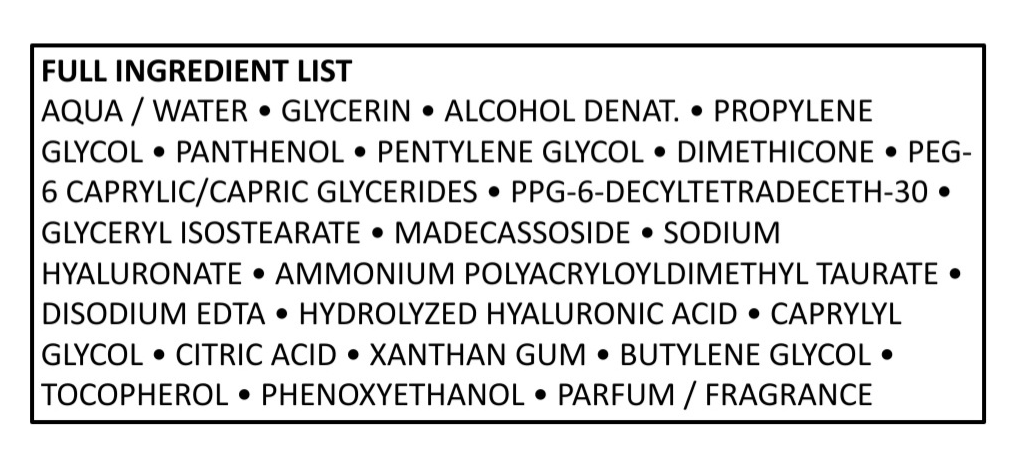 FULL INGREDIENT LIST
AQUA / WATER • GLYCERIN • ALCOHOL DENAT. • PROPYLENE
GLYCOL • PANTHENOL • PENTYLENE GLYCOL • DIMETHICONE • PEG-
6 CAPRYLIC/CAPRIC GLYCERIDES • PPG-6-DECYLTETRADECETH-30 •
GLYCERYL ISOSTEARATE • MADECASSOSIDE • SODIUM
HYALURONATE • AMMONIUM POLYACRYLOYLDIMETHYL TAURATE •
DISODIUM EDTA • HYDROLYZED HYALURONIC ACID • CAPRYLYL
GLYCOL • CITRIC ACID • XANTHAN GUM • BUTYLENE GLYCOL •
TOCOPHEROL • PHENOXYETHANOL • PARFUM / FRAGRANCE